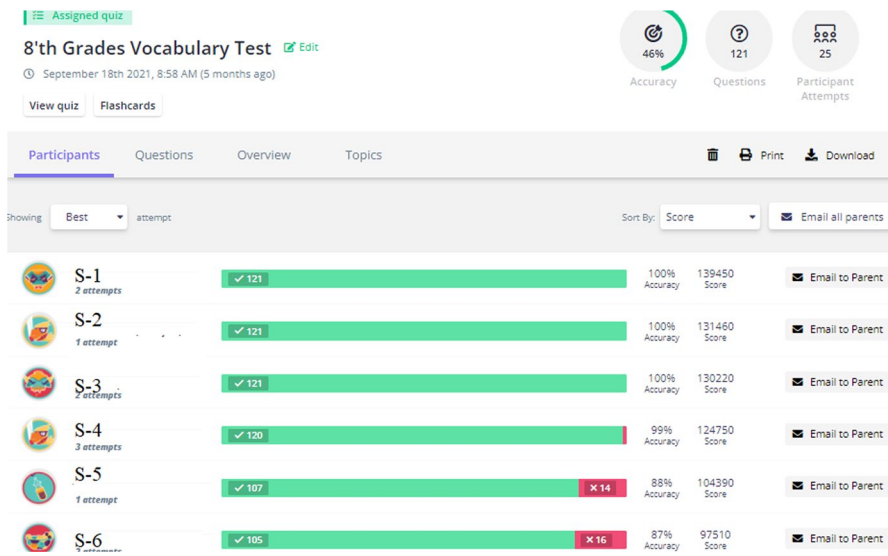 Assigned quiz
8'th Grades Vocabulary Test Edit
September 18th 2021, 8:58 AM (5 months ago)
View quiz Flashcards
46% 121 25
Accuracy Questions Participant
Attempts
Participants Questions Overview Topics Print Download
Showing Best attempt Sort By: Score Email all parents
S-1 121 100% 139450 Email to Parent
2 attempts Accuracy Score
S-2 121 100% 131460 Email to Parent
1 attempt Accuracy Score
S-3 121 100% 130220 Email to Parent
2 attempts Accuracy Score
S-4 120 99% 124750 Email to Parent
3 attempts Accuracy Score
S-5 107 14 88% 104390 Email to Parent
1 attempt Accuracy Score
S-6 105 16 87% 97510 Email to Parent
attempts Accuracy Score